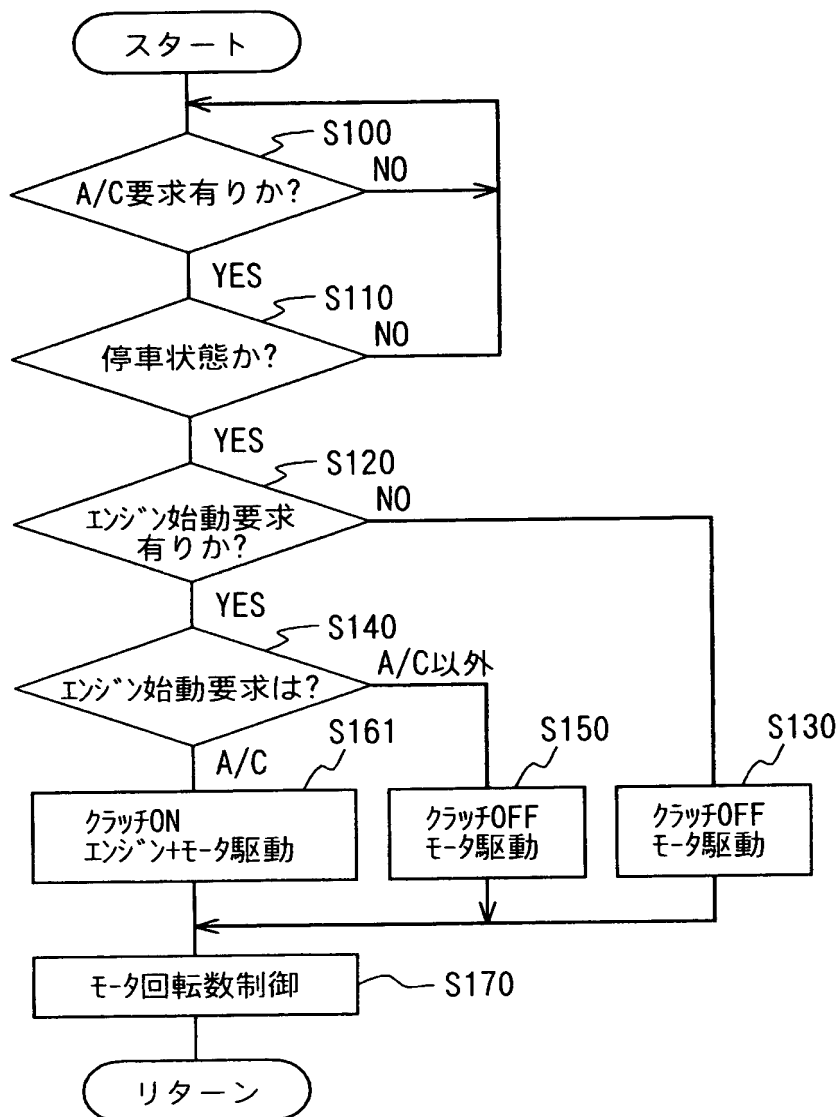 スタート
S100
A/C要求有りか?
NO
YES
S110
停車状態か?
NO
YES
S120
ｴﾝｼﾞﾝ始動要求
有りか?
NO
YES
S140
ｴﾝｼﾞﾝ始動要求は?
A/C以外
A/C
S161
ｸﾗｯﾁON
ｴﾝｼﾞﾝ+ﾓｰﾀ駆動
S150
ｸﾗｯﾁOFF
ﾓｰﾀ駆動
S130
ｸﾗｯﾁOFF
ﾓｰﾀ駆動
ﾓｰﾀ回転数制御
S170
リターン